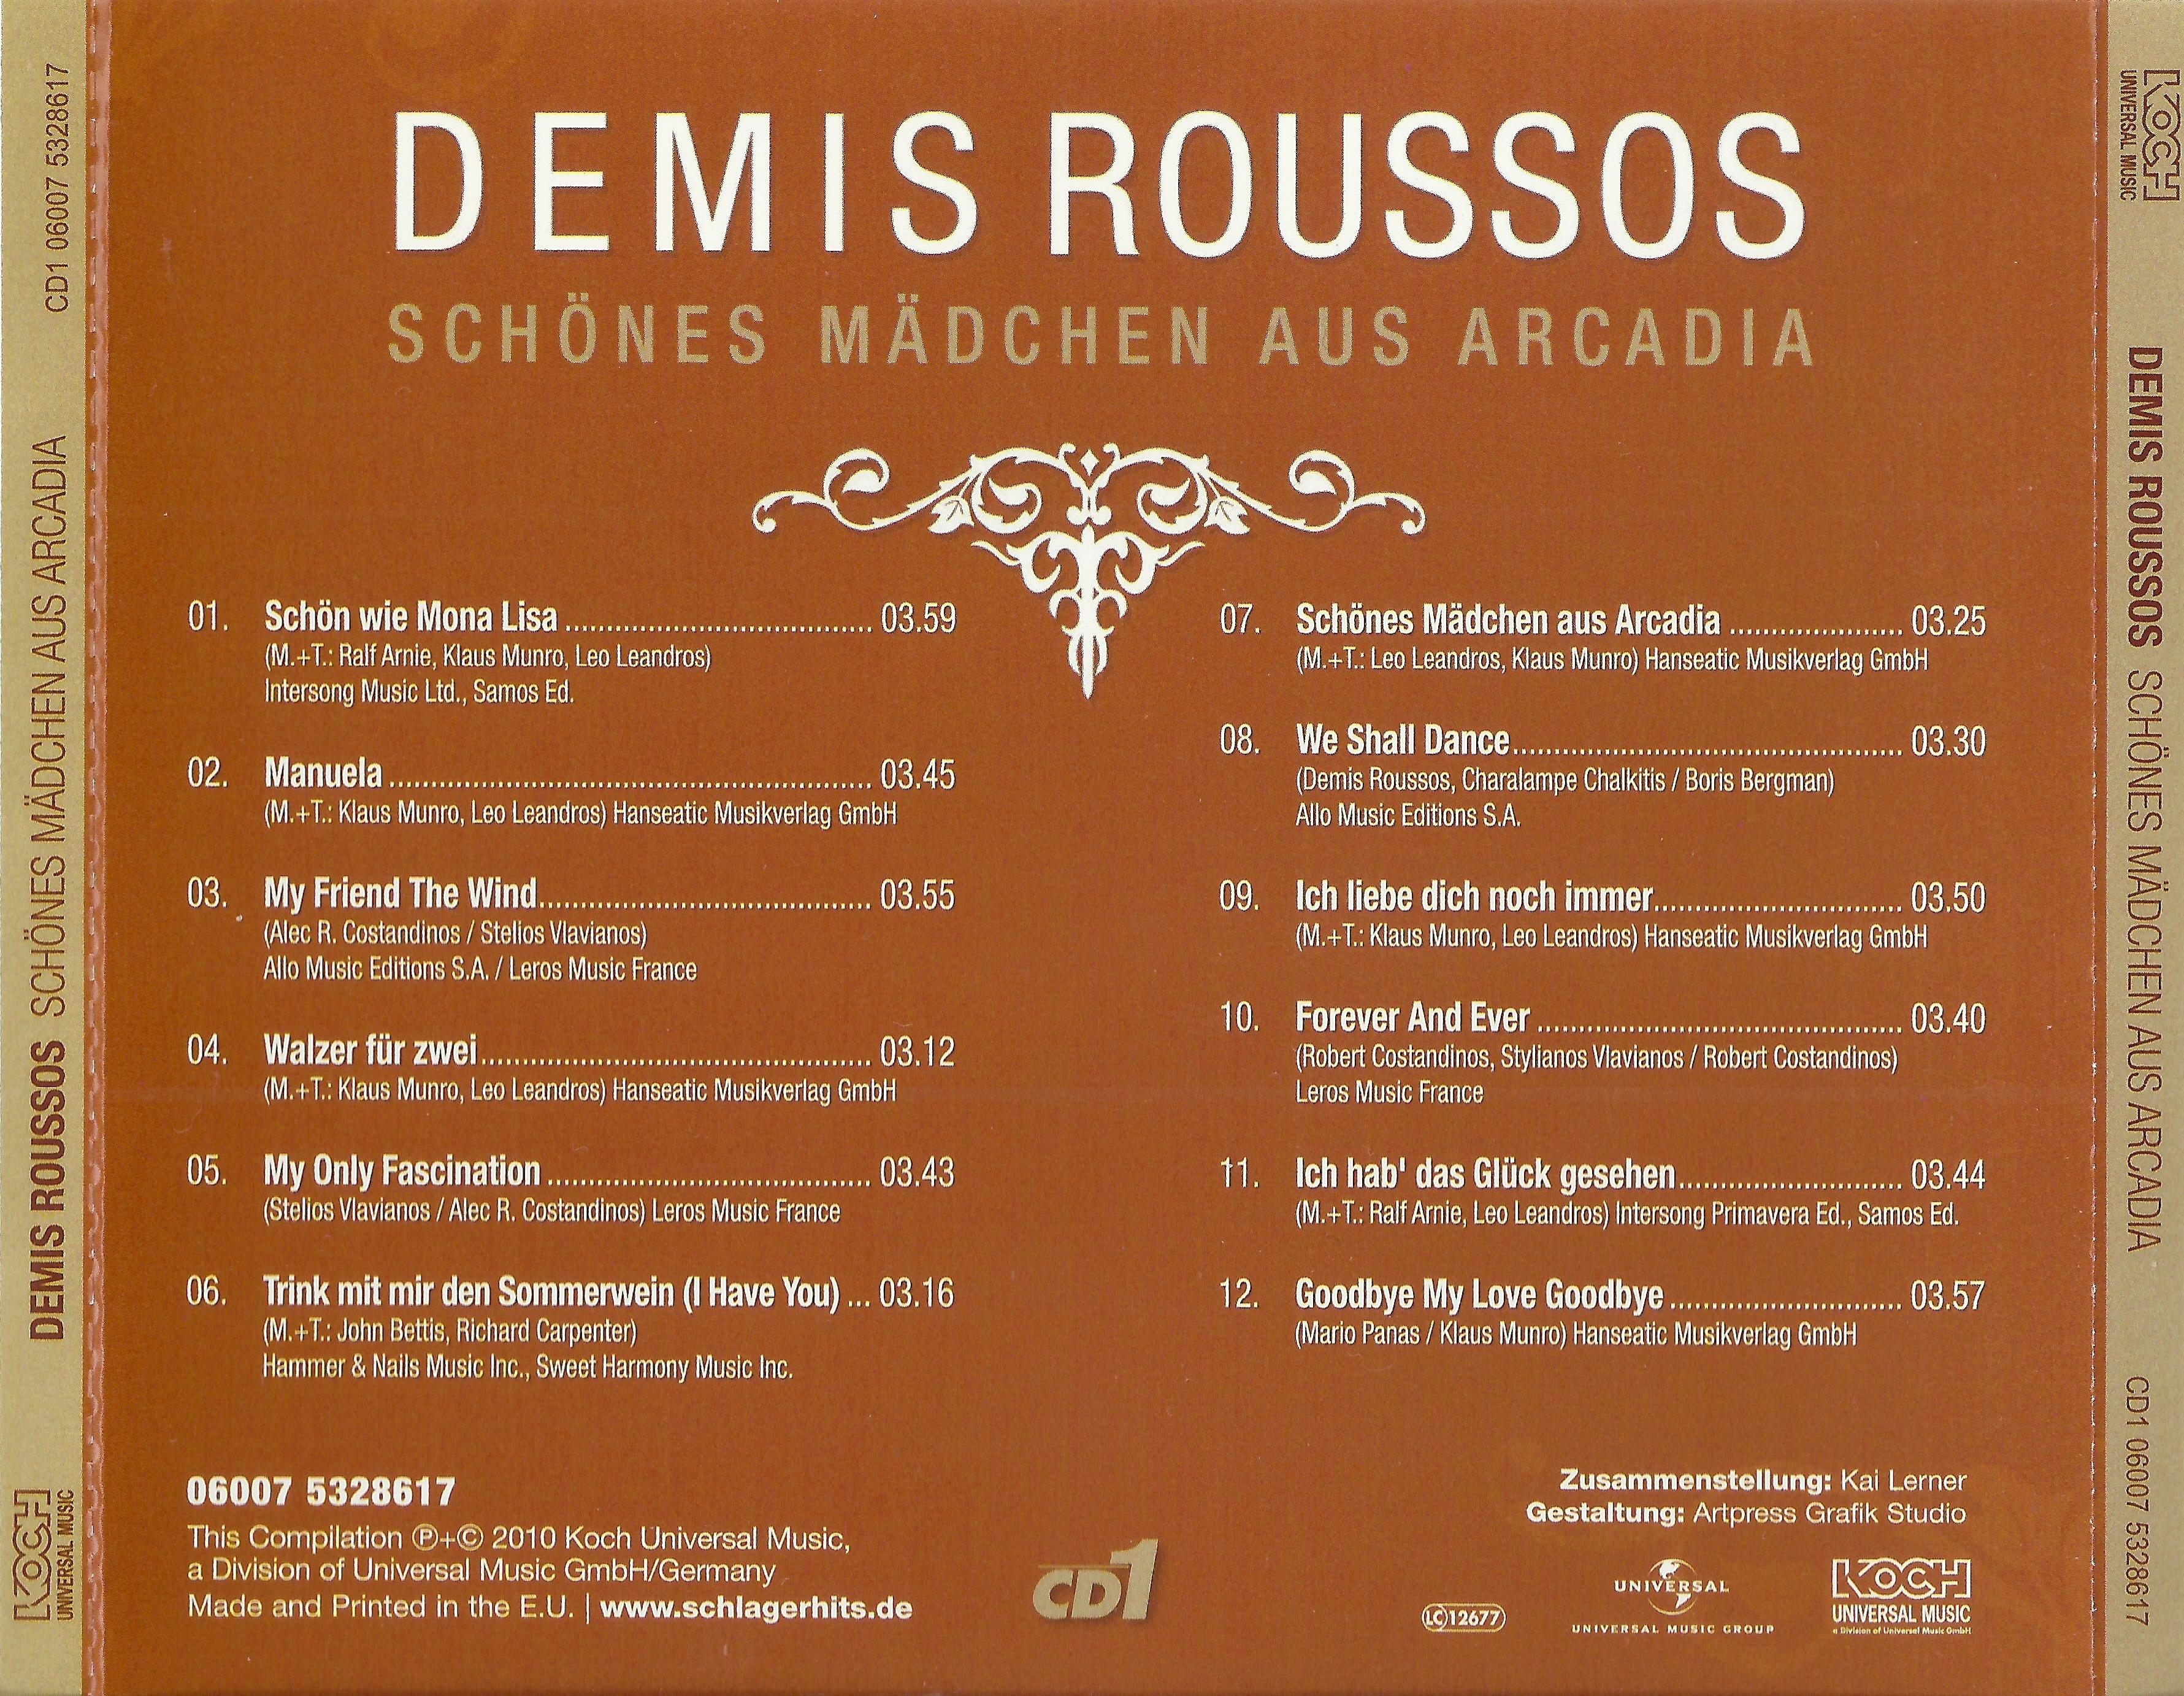 DEMIS ROUSSOS
SCHÖNES MÄDCHEN AUS ARCADIA
01. Schön wie Mona Lisa .................................... 03.59
(M.+T.: Ralf Arnie, Klaus Munro, Leo Leandros)
Intersong Music Ltd., Samos Ed.
02. Manuela .......................................................... 03.45
(M.+T.: Klaus Munro, Leo Leandros) Hanseatic Musikverlag GmbH
03. My Friend The Wind........................................ 03.55
(Alec R. Costandinos / Stelios Vlavianos)
Allo Music Editions S.A. / Leros Music France
04. Walzer für zwei............................................... 03.12
(M.+T.: Klaus Munro, Leo Leandros) Hanseatic Musikverlag GmbH
05. My Only Fascination ....................................... 03.43
(Stelios Vlavianos / Alec R. Costandinos) Leros Music France
06. Trink mit mir den Sommerwein (I Have You) ... 03.16
(M.+T.: John Bettis, Richard Carpenter)
Hammer & Nails Music Inc., Sweet Harmony Music Inc.
07. Schönes Mädchen aus Arcadia ..................... 03.25
(M.+T.: Leo Leandros, Klaus Munro) Hanseatic Musikverlag GmbH
08. We Shall Dance............................................... 03.30
(Demis Roussos, Charalampe Chalkitis / Boris Bergman)
Allo Music Editions S.A.
09. Ich liebe dich noch immer.............................. 03.50
(M.+T.: Klaus Munro, Leo Leandros) Hanseatic Musikverlag GmbH
10. Forever And Ever ............................................ 03.40
(Robert Costandinos, Stylianos Vlavianos / Robert Costandinos)
Leros Music France
11. Ich hab' das Glück gesehen........................... 03.44
(M.+T.: Ralf Arnie, Leo Leandros) Intersong Primavera Ed., Samos Ed.
12. Goodbye My Love Goodbye ............................ 03.57
(Mario Panas / Klaus Munro) Hanseatic Musikverlag GmbH
06007 5328617
This Compilation ℗+© 2010 Koch Universal Music,
a Division of Universal Music GmbH/Germany
Made and Printed in the E.U. | www.schlagerhits.de
CD1
Zusammenstellung: Kai Lerner
Gestaltung: Artpress Grafik Studio
LC 12677
UNIVERSAL
UNIVERSAL MUSIC GROUP
KOCH
UNIVERSAL MUSIC
a Division of Universal Music GmbH
KOCH UNIVERSAL MUSIC
DEMIS ROUSSOS SCHÖNES MÄDCHEN AUS ARCADIA
CD1 06007 5328617
KOCH UNIVERSAL MUSIC
DEMIS ROUSSOS SCHÖNES MÄDCHEN AUS ARCADIA
CD1 06007 5328617